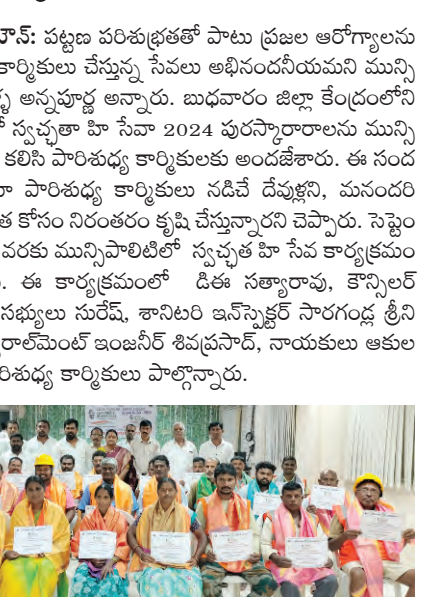 టౌన్: పట్టణ పరిశుభ్రతతో పాటు ప్రజల ఆరోగ్యాలను
కార్మికులు చేస్తున్న సేవలు అభినందనీయమని మున్సి
అన్నపూర్ణ అన్నారు. బుధవారం జిల్లా కేంద్రంలోని
స్వచ్ఛతా హి సేవా 2024 పురస్కారారాలను మున్సి
కలిసి పారిశుధ్య కార్మికులకు అందజేశారు. ఈ సంద
పారిశుధ్య కార్మికులు నడిచే దేవుళ్లని, మనందరి
కోసం నిరంతరం కృషి చేస్తున్నారని చెప్పారు. సెప్టెం
వరకు మున్సిపాలిటిలో స్వచ్ఛత హి సేవ కార్యక్రమం
ఈ కార్యక్రమంలో డిఈ సత్యారావు, కౌన్సిలర్
సభ్యులు సురేష్, శానిటరి ఇన్‌స్పెక్టర్ సారగండ్ల శ్రీని
రాల్‌మెంట్ ఇంజనీర్ శివప్రసాద్, నాయకులు ఆకుల
రిశుధ్య కార్మికులు పాల్గొన్నారు.